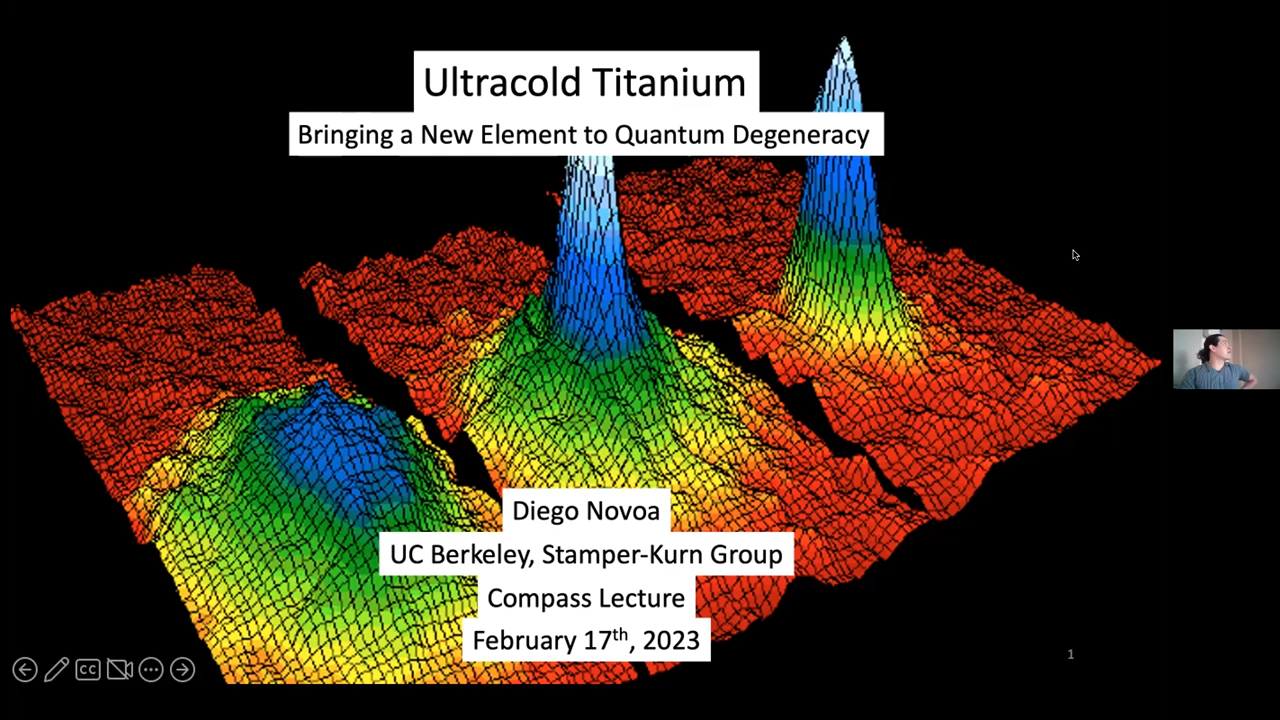 Ultracold Titanium
Bringing a New Element to Quantum Degeneracy
Diego Novoa
UC Berkeley, Stamper-Kurn Group
Compass Lecture
February 17th, 2023
1
CC